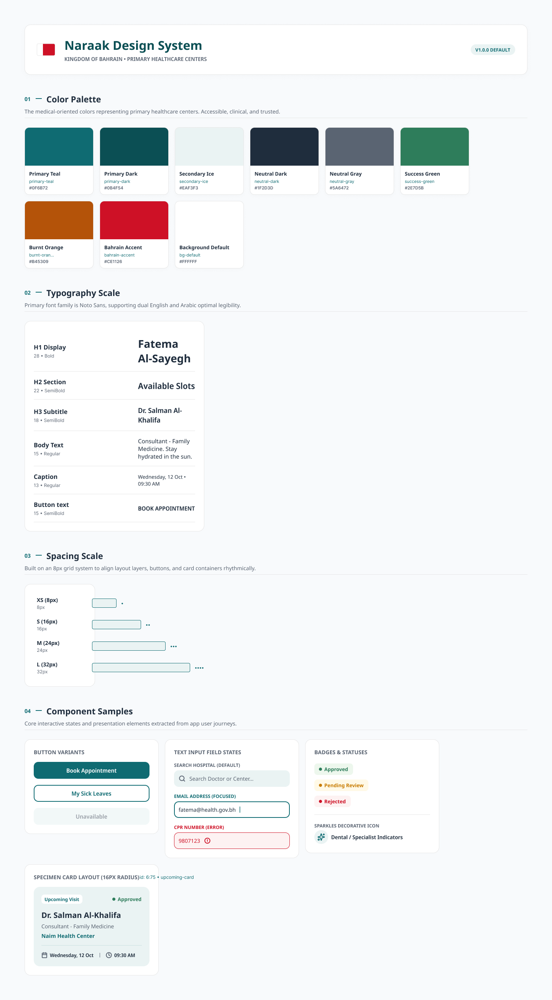 Naraak Design System
KINGDOM OF BAHRAIN • PRIMARY HEALTHCARE CENTERS
V1.0.0 DEFAULT
01 — Color Palette
The medical-oriented colors representing primary healthcare centers. Accessible, clinical, and trusted.
Primary Teal
primary-teal
#0F6B72
Primary Dark
primary-dark
#0B4F54
Secondary Ice
secondary-ice
#EAF3F3
Neutral Dark
neutral-dark
#1F2D3D
Neutral Gray
neutral-gray
#5A6472
Success Green
success-green
#2E7D5B
Burnt Orange
burnt-oran...
#B45309
Bahrain Accent
bahrain-accent
#CE1126
Background Default
bg-default
#FFFFFF
02 — Typography Scale
Primary font family is Noto Sans, supporting dual English and Arabic optimal legibility.
H1 Display
28 • Bold
Fatema
Al-Sayegh
H2 Section
22 • SemiBold
Available Slots
H3 Subtitle
18 • SemiBold
Dr. Salman Al-
Khalifa
Body Text
15 • Regular
Consultant - Family
Medicine. Stay
hydrated in the sun.
Caption
13 • Regular
Wednesday, 12 Oct •
09:30 AM
Button text
15 • SemiBold
BOOK APPOINTMENT
03 — Spacing Scale
Built on an 8px grid system to align layout layers, buttons, and card containers rhythmically.
XS (8px)
8px
•
S (16px)
16px
••
M (24px)
24px
•••
L (32px)
32px
••••
04 — Component Samples
Core interactive states and presentation elements extracted from app user journeys.
BUTTON VARIANTS
Book Appointment
My Sick Leaves
Unavailable
TEXT INPUT FIELD STATES
SEARCH HOSPITAL (DEFAULT)
Search Doctor or Center...
EMAIL ADDRESS (FOCUSED)
fatema@health.gov.bh
CPR NUMBER (ERROR)
9807123
BADGES & STATUSES
Approved
Pending Review
Rejected
SPARKLES DECORATIVE ICON
Dental / Specialist Indicators
SPECIMEN CARD LAYOUT (16PX RADIUS)id: 6:75 • upcoming-card
Upcoming Visit
Approved
Dr. Salman Al-Khalifa
Consultant - Family Medicine
Naim Health Center
Wednesday, 12 Oct | 09:30 AM